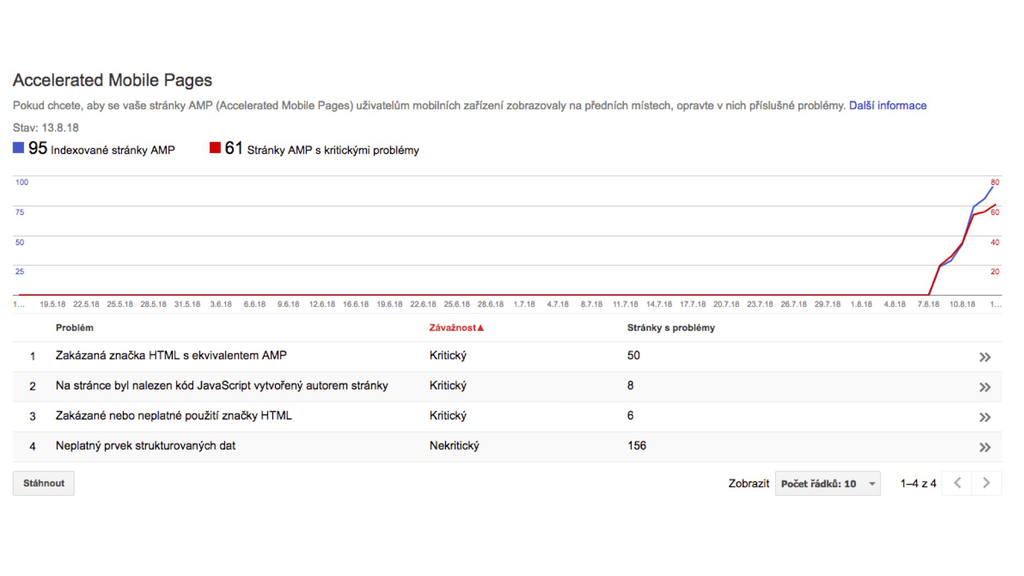 Accelerated Mobile Pages
Pokud chcete, aby se vaše stránky AMP (Accelerated Mobile Pages) uživatelům mobilních zařízení zobrazovaly na předních místech, opravte v nich příslušné problémy. Další informace
Stav: 13.8.18
95 Indexované stránky AMP 61 Stránky AMP s kritickými problémy
100 80
75 60
50 40
25 20
1... 19.5.18 22.5.18 25.5.18 28.5.18 31.5.18 3.6.18 6.6.18 9.6.18 12.6.18 16.6.18 19.6.18 22.6.18 25.6.18 28.6.18 1.7.18 4.7.18 8.7.18 11.7.18 14.7.18 17.7.18 20.7.18 23.7.18 26.7.18 29.7.18 1.8.18 4.8.18 7.8.18 10.8.18 1...
Problém Závažnost▲ Stránky s problémy
1 Zakázaná značka HTML s ekvivalentem AMP Kritický 50 »
2 Na stránce byl nalezen kód JavaScript vytvořený autorem stránky Kritický 8 »
3 Zakázané nebo neplatné použití značky HTML Kritický 6 »
4 Neplatný prvek strukturovaných dat Nekritický 156 »
Stáhnout Zobrazit Počet řádků: 10 1–4 z 4